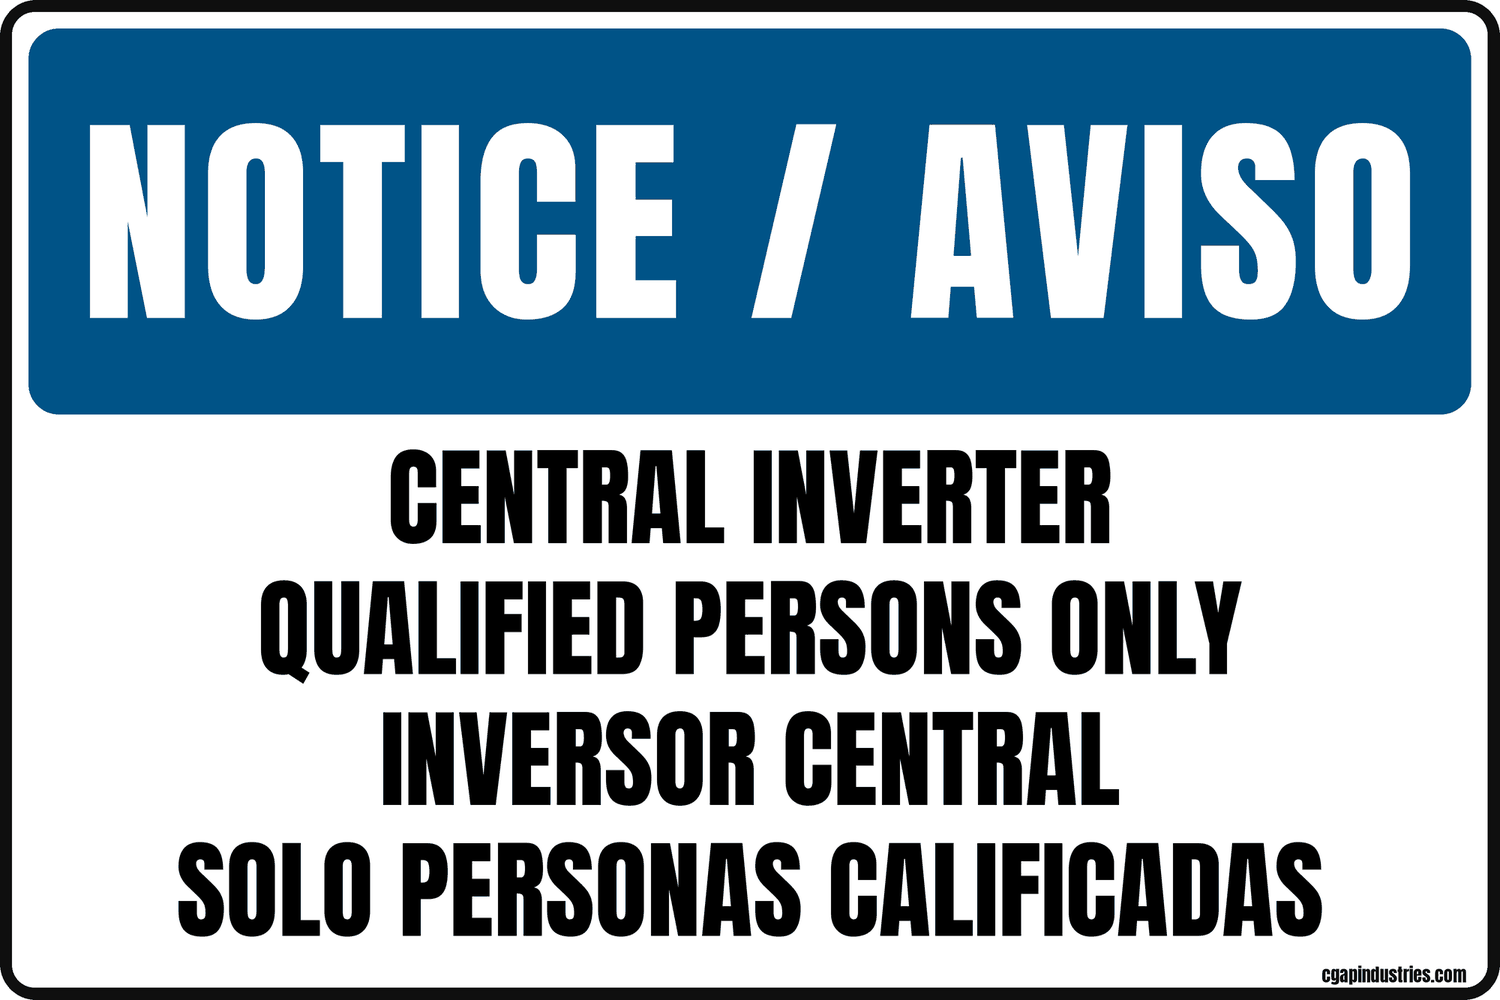 NOTICE / AVISO
CENTRAL INVERTER
QUALIFIED PERSONS ONLY
INVERSOR CENTRAL
SOLO PERSONAS CALIFICADAS
cgapindustries.com